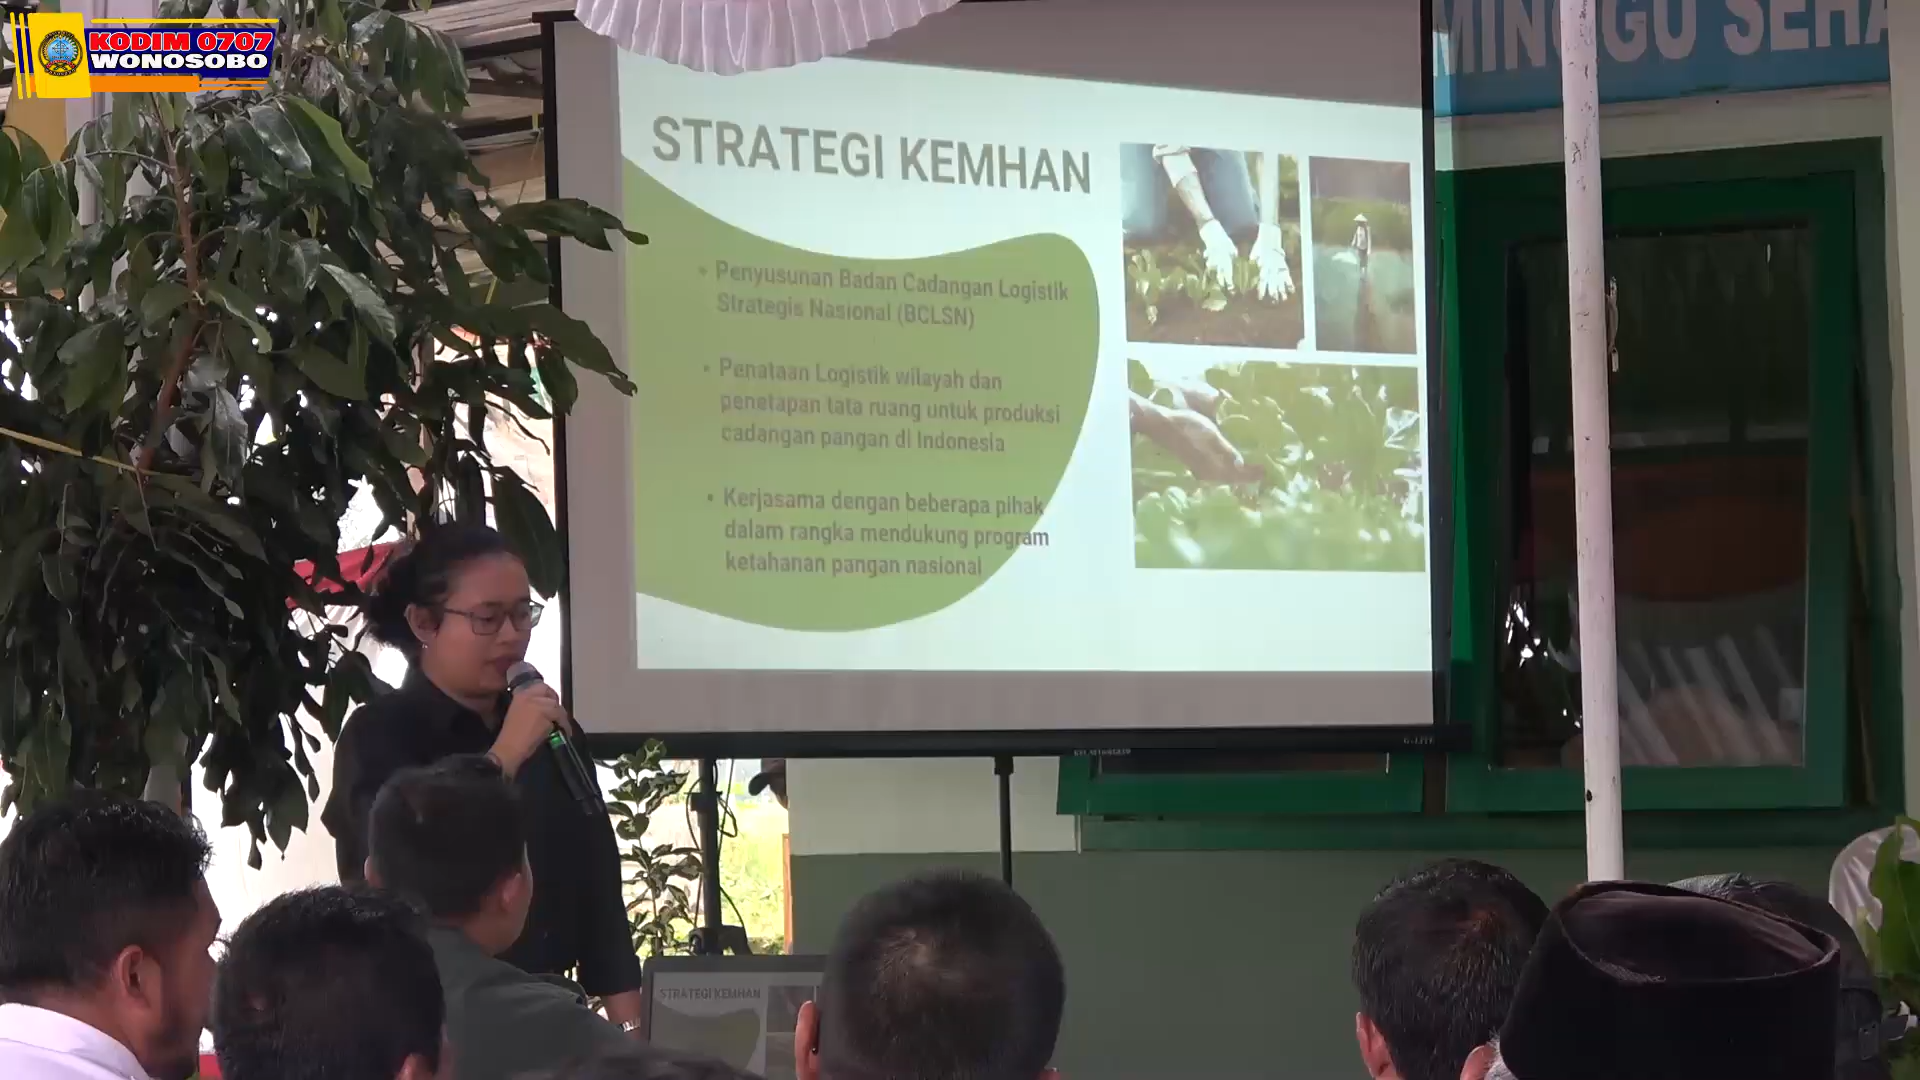 KODIM 0707
WONOSOBO
MINGGU SEHA
STRATEGI KEMHAN
• Penyusunan Badan Cadangan Logistik
Strategis Nasional (BCLSN)
• Penataan Logistik wilayah dan
penetapan tata ruang untuk produksi
cadangan pangan di Indonesia
• Kerjasama dengan beberapa pihak
dalam rangka mendukung program
ketahanan pangan nasional
STRATEGI KEMHAN